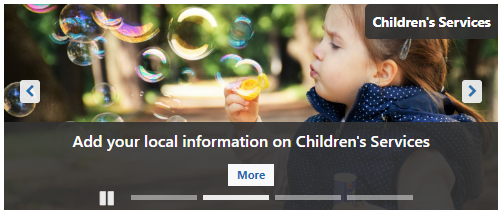 Children's Services
Add your local information on Children's Services
More